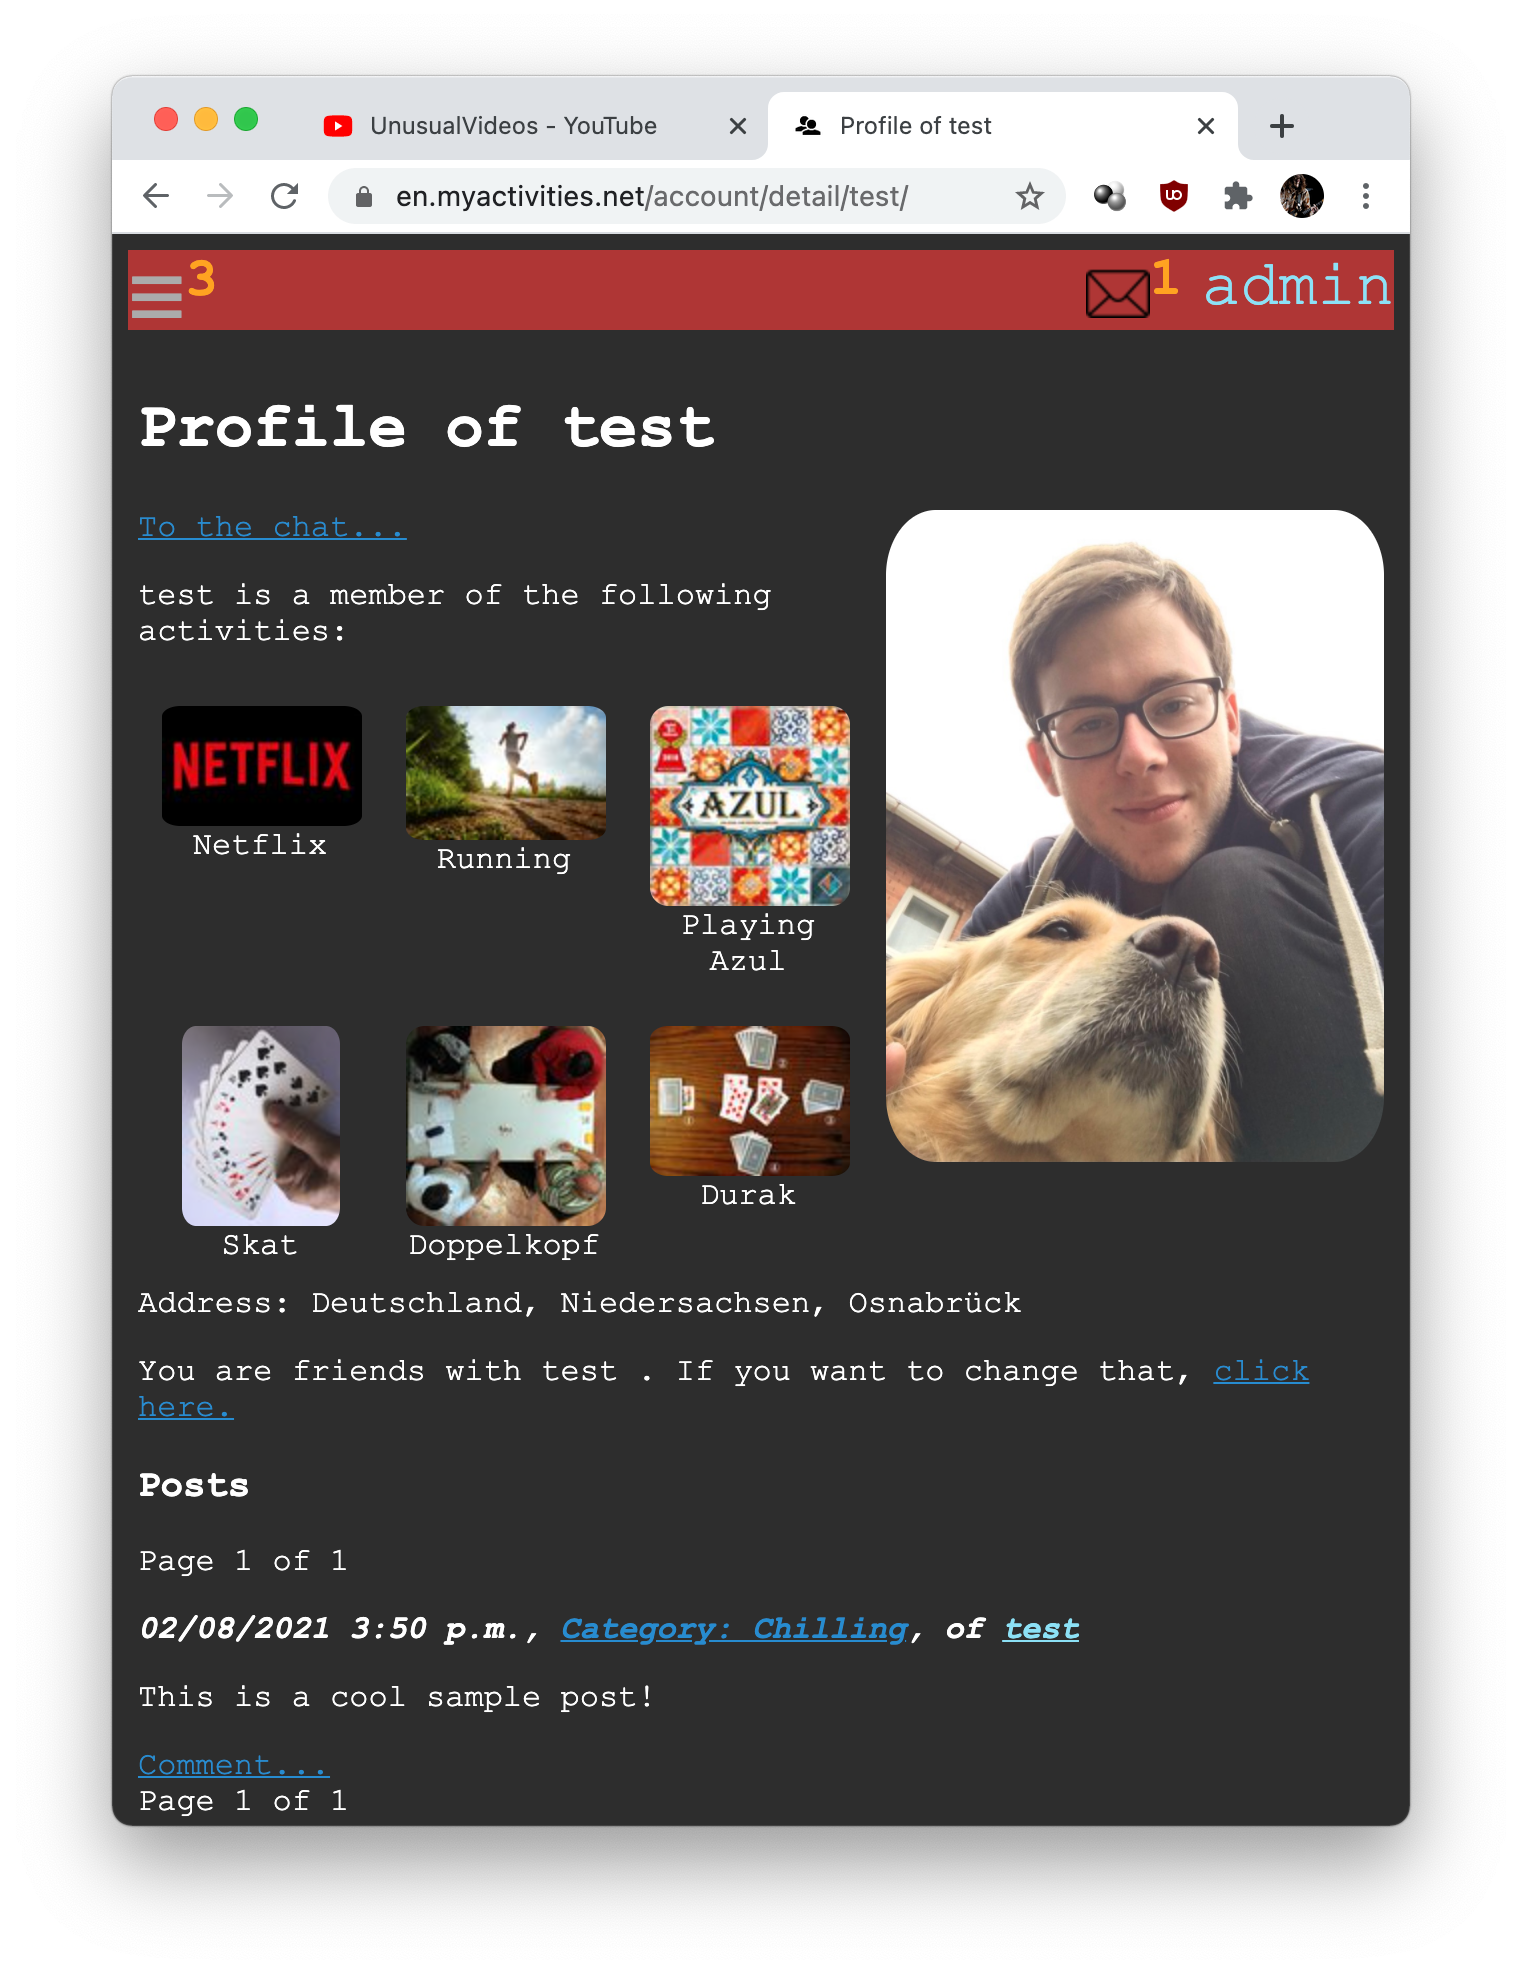 UnusualVideos - YouTube
Profile of test
en.myactivities.net/account/detail/test/
3
1 admin
Profile of test
To the chat...
test is a member of the following
activities:
NETFLIX
AZUL
Netflix
Running
Playing
Azul
Skat
Doppelkopf
Durak
Address: Deutschland, Niedersachsen, Osnabrück
You are friends with test . If you want to change that, click
here.
Posts
Page 1 of 1
02/08/2021 3:50 p.m., Category: Chilling, of test
This is a cool sample post!
Comment...
Page 1 of 1